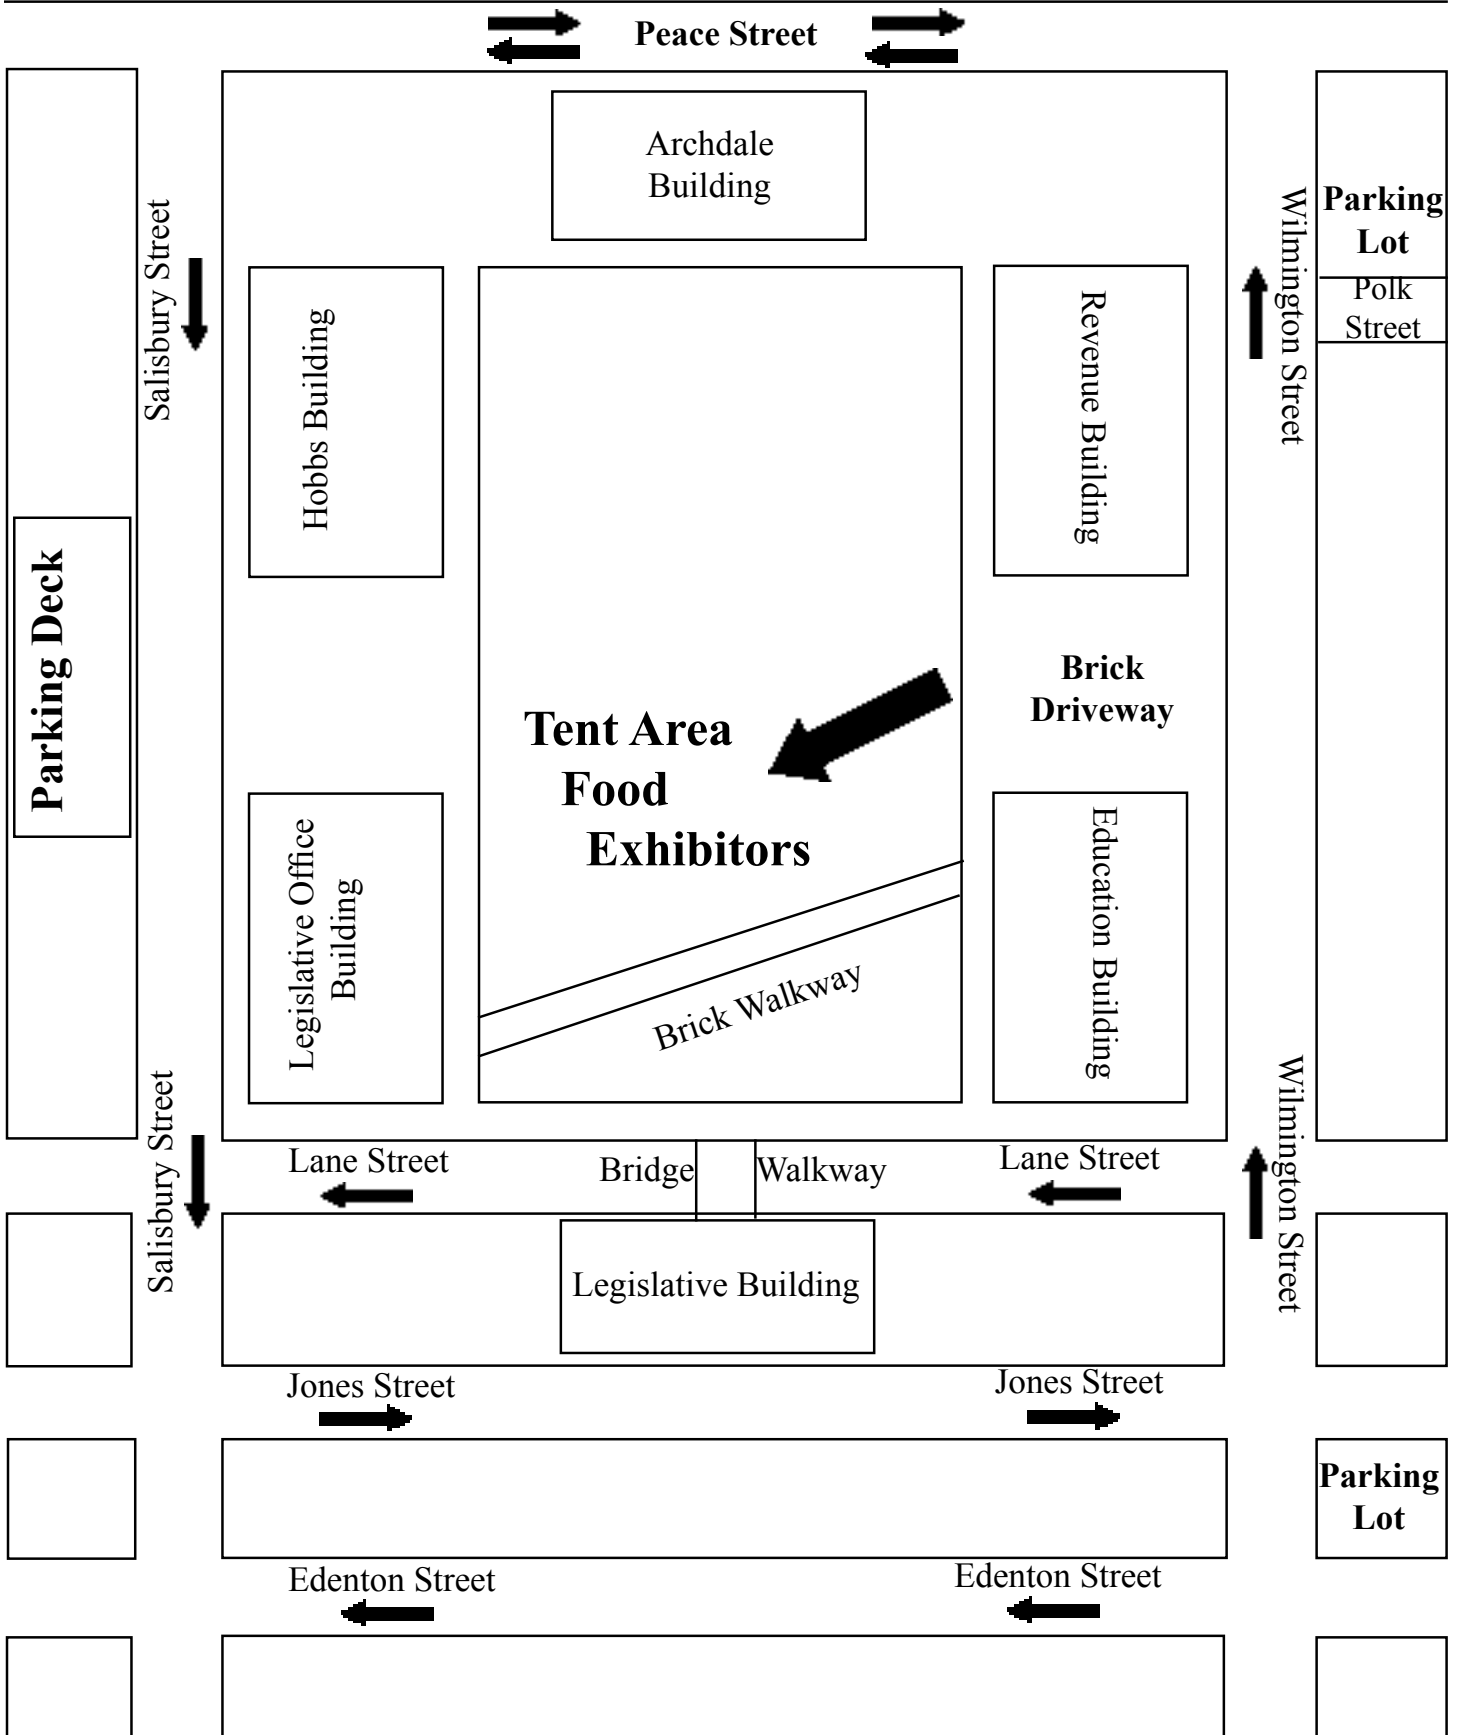 Peace Street
Archdale
Building
Salisbury Street
Wilmington Street
Parking
Lot
Polk
Street
Hobbs Building
Revenue Building
Parking Deck
Brick
Driveway
Tent Area
Food
Exhibitors
Legislative Office
Building
Education Building
Brick Walkway
Salisbury Street
Wilmington Street
Lane Street
Bridge
Walkway
Lane Street
Legislative Building
Jones Street
Jones Street
Parking
Lot
Edenton Street
Edenton Street